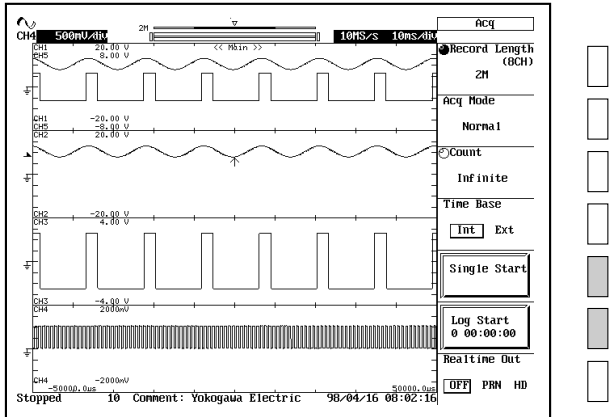 Acq
CH4 500mV/div
2M
10MS/s 10ms/div
<< Main >>
CH1 20.00 V
CH5 8.00 V
CH1 -20.00 V
CH5 -8.00 V
CH2 20.00 V
CH2 -20.00 V
CH3 4.00 V
CH3 -4.00 V
CH4 2000mV
CH4 -2000mV
-50000.0us
50000.0us
Stopped 10 Comment: Yokogawa Electric 98/04/16 08:02:16
Record Length
(8CH)
2M
Acq Mode
Normal
Count
Infinite
Time Base
Int Ext
Single Start
Log Start
0 00:00:00
Realtime Out
OFF PRN HD